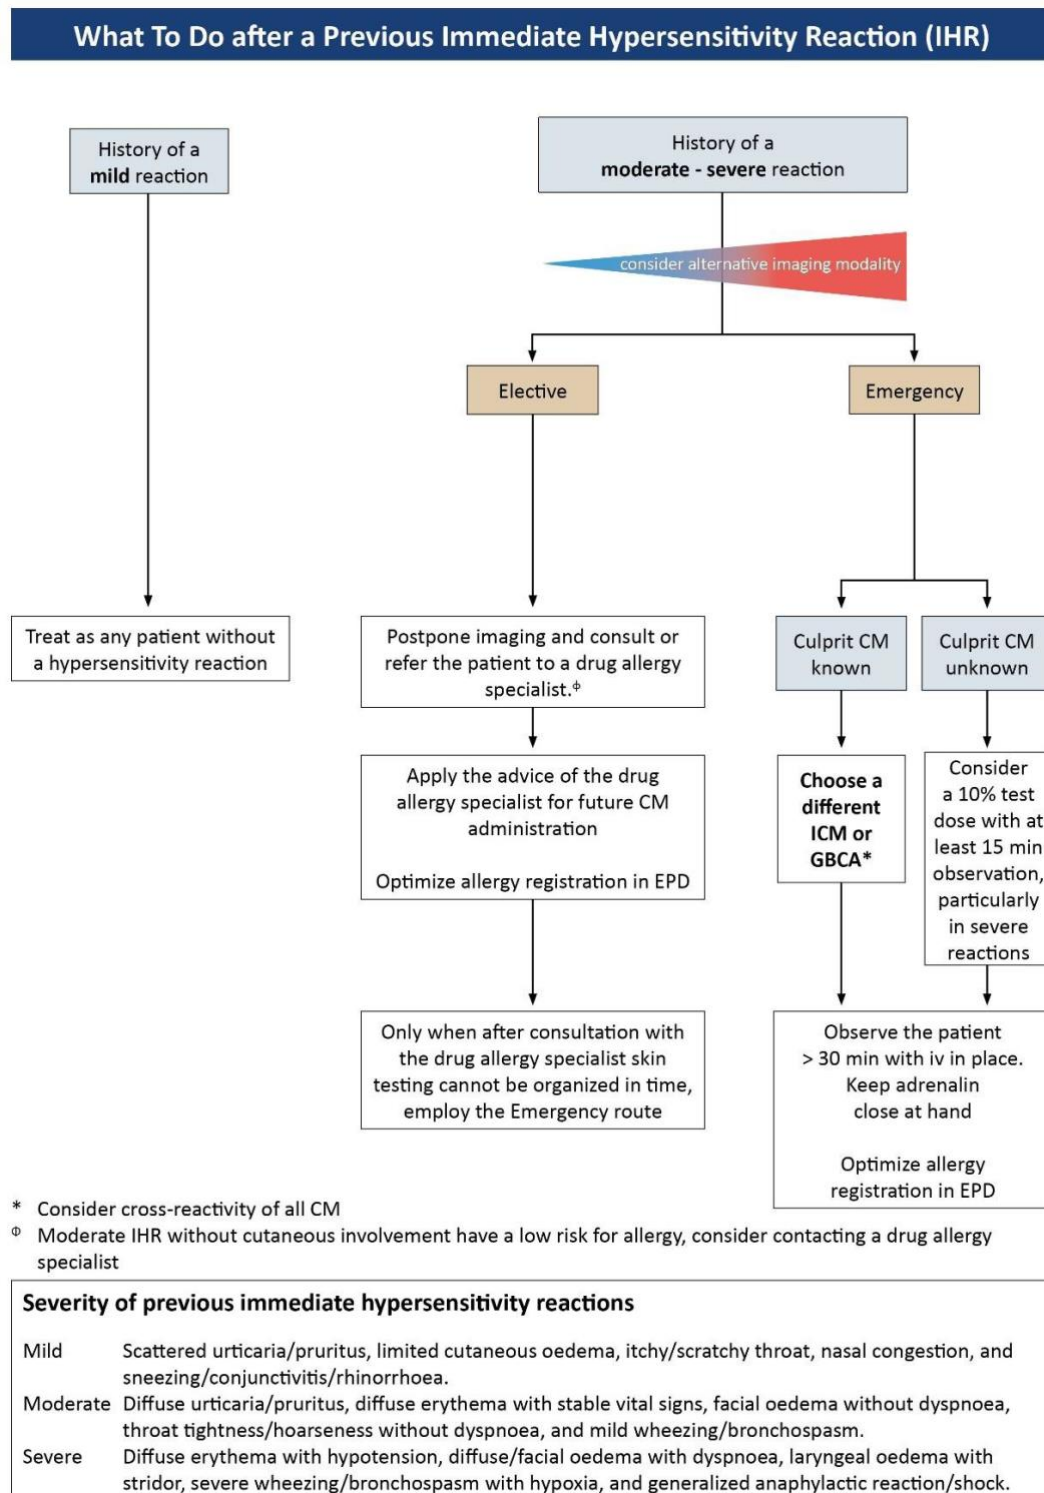 What To Do after a Previous Immediate Hypersensitivity Reaction (IHR)
History of a
mild reaction
History of a
moderate - severe reaction
consider alternative imaging modality
Elective
Emergency
Treat as any patient without
a hypersensitivity reaction
Postpone imaging and consult or
refer the patient to a drug allergy
specialist.ᶲ
Culprit CM
known
Culprit CM
unknown
Apply the advice of the drug
allergy specialist for future CM
administration
Optimize allergy registration in EPD
Choose a
different
ICM or
GBCA*
Consider
a 10% test
dose with at
least 15 min
observation,
particularly
in severe
reactions
Only when after consultation with
the drug allergy specialist skin
testing cannot be organized in time,
employ the Emergency route
Observe the patient
> 30 min with iv in place.
Keep adrenalin
close at hand
Optimize allergy
registration in EPD
* Consider cross-reactivity of all CM
ᶲ Moderate IHR without cutaneous involvement have a low risk for allergy, consider contacting a drug allergy
specialist
Severity of previous immediate hypersensitivity reactions
Mild Scattered urticaria/pruritus, limited cutaneous oedema, itchy/scratchy throat, nasal congestion, and
sneezing/conjunctivitis/rhinorrhoea.
Moderate Diffuse urticaria/pruritus, diffuse erythema with stable vital signs, facial oedema without dyspnoea,
throat tightness/hoarseness without dyspnoea, and mild wheezing/bronchospasm.
Severe Diffuse erythema with hypotension, diffuse/facial oedema with dyspnoea, laryngeal oedema with
stridor, severe wheezing/bronchospasm with hypoxia, and generalized anaphylactic reaction/shock.